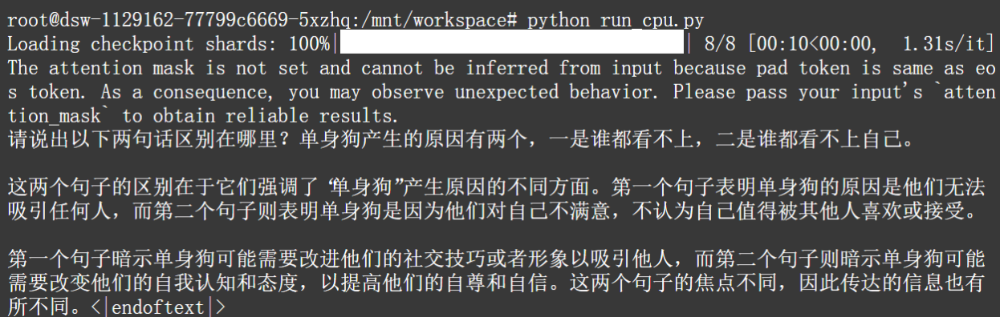 root@dsw-1129162-77799c6669-5xzhq:/mnt/workspace# python run_cpu.py
Loading checkpoint shards: 100%|██████████| 8/8 [00:10<00:00,  1.31s/it]
The attention mask is not set and cannot be inferred from input because pad token is same as eo
s token. As a consequence, you may observe unexpected behavior. Please pass your input's `atten
tion_mask` to obtain reliable results.
请说出以下两句话区别在哪里？单身狗产生的原因有两个，一是谁都看不上，二是谁都看不上自己。
这两个句子的区别在于它们强调了“单身狗”产生原因的不同方面。第一个句子表明单身狗的原因是他们无法
吸引任何人，而第二个句子则表明单身狗是因为他们对自己不满意，不认为自己值得被其他人喜欢或接受。
第一个句子暗示单身狗可能需要改进他们的社交技巧或者形象以吸引他人，而第二个句子则暗示单身狗可能
需要改变他们的自我认知和态度，以提高他们的自尊和自信。这两个句子的焦点不同，因此传达的信息也有
所不同。<|endoftext|>